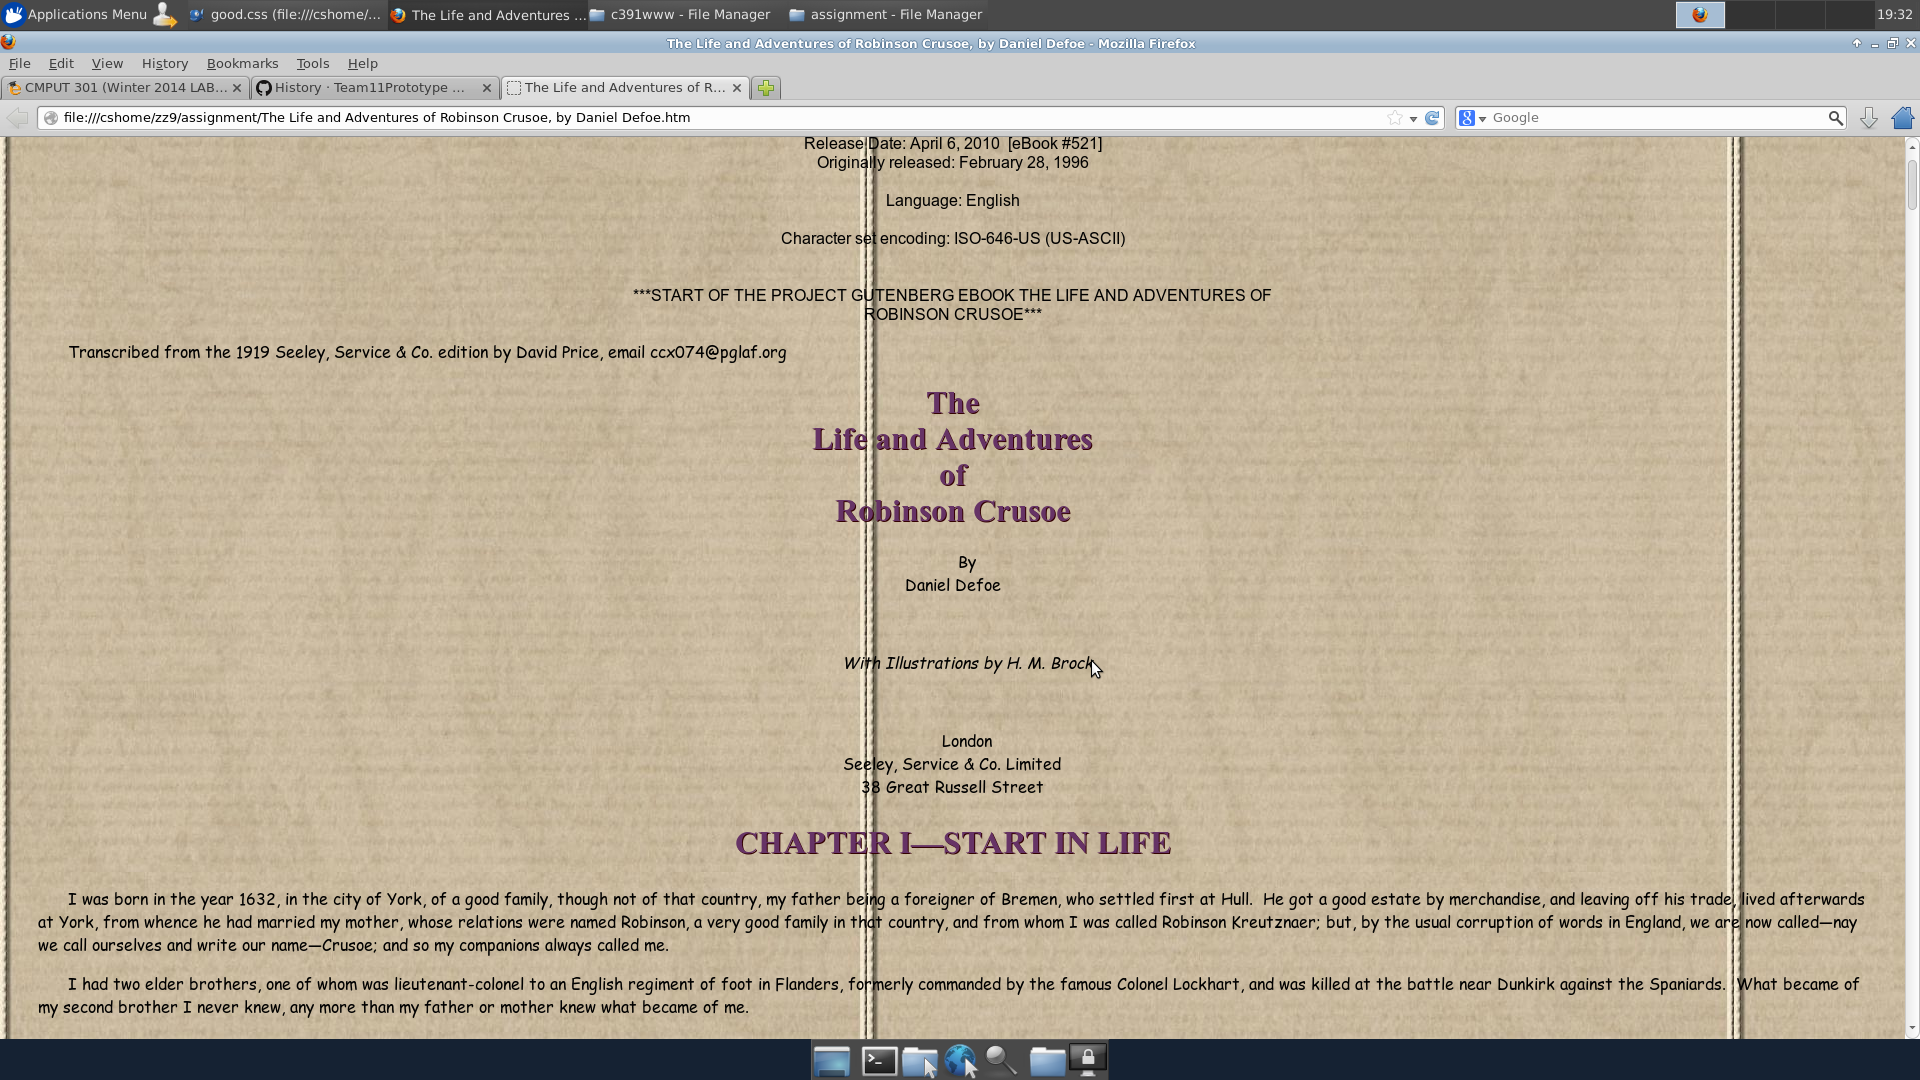 Applications Menu
good.css (file:///cshome/...
The Life and Adventures ...
c391www - File Manager
assignment - File Manager
19:32
The Life and Adventures of Robinson Crusoe, by Daniel Defoe - Mozilla Firefox
File Edit View History Bookmarks Tools Help
CMPUT 301 (Winter 2014 LAB...
History · Team11Prototype ...
The Life and Adventures of R...
file:///cshome/zz9/assignment/The Life and Adventures of Robinson Crusoe, by Daniel Defoe.htm
Google
Release Date: April 6, 2010 [eBook #521]
Originally released: February 28, 1996
Language: English
Character set encoding: ISO-646-US (US-ASCII)
***START OF THE PROJECT GUTENBERG EBOOK THE LIFE AND ADVENTURES OF
ROBINSON CRUSOE***
Transcribed from the 1919 Seeley, Service & Co. edition by David Price, email ccx074@pglaf.org
The
Life and Adventures
of
Robinson Crusoe
By
Daniel Defoe
With Illustrations by H. M. Brock
London
Seeley, Service & Co. Limited
38 Great Russell Street
CHAPTER I—START IN LIFE
I was born in the year 1632, in the city of York, of a good family, though not of that country, my father being a foreigner of Bremen, who settled first at Hull. He got a good estate by merchandise, and leaving off his trade, lived afterwards
at York, from whence he had married my mother, whose relations were named Robinson, a very good family in that country, and from whom I was called Robinson Kreutznaer; but, by the usual corruption of words in England, we are now called—nay
we call ourselves and write our name—Crusoe; and so my companions always called me.
I had two elder brothers, one of whom was lieutenant-colonel to an English regiment of foot in Flanders, formerly commanded by the famous Colonel Lockhart, and was killed at the battle near Dunkirk against the Spaniards. What became of
my second brother I never knew, any more than my father or mother knew what became of me.